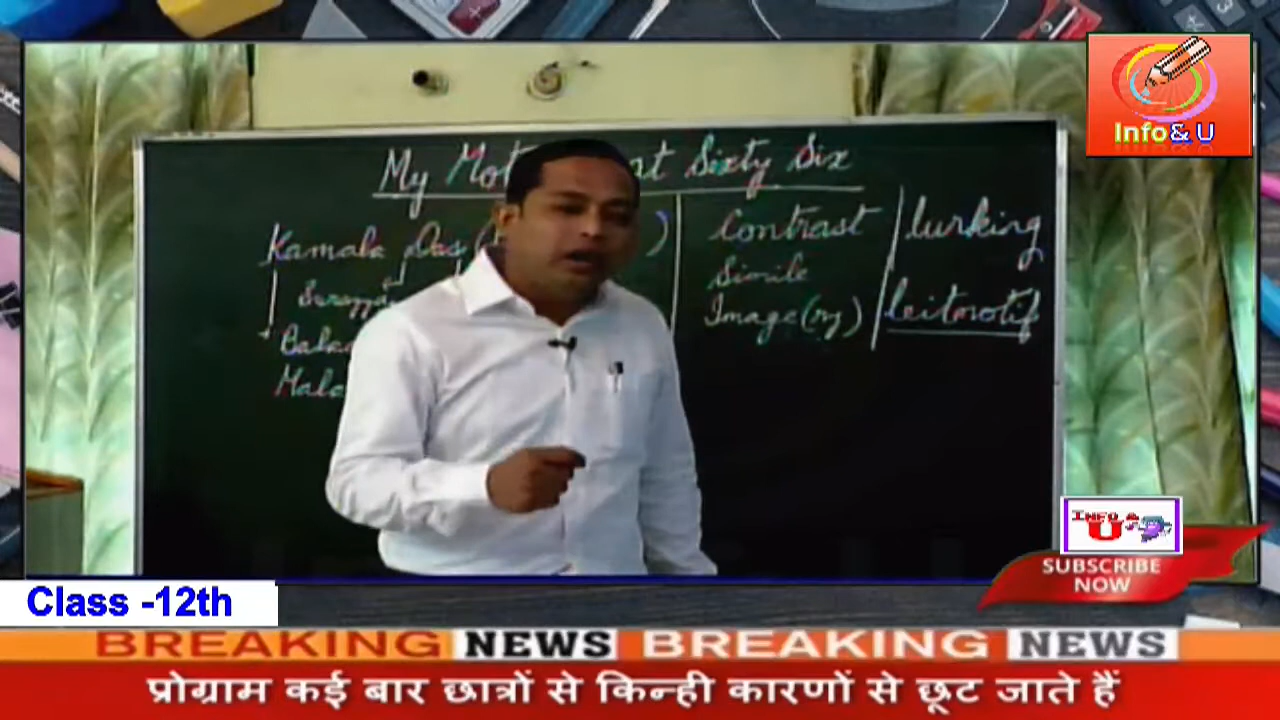 Info&U
My Mot at Sixty Six
Kamala Das ( )
Contrast
lurking
Simile
Image(ry)
leitmotif
INFO &
U
SUBSCRIBE
NOW
Class -12th
BREAKING NEWS BREAKING NEWS
प्रोग्राम कई बार छात्रों से किन्ही कारणों से छूट जाते हैं